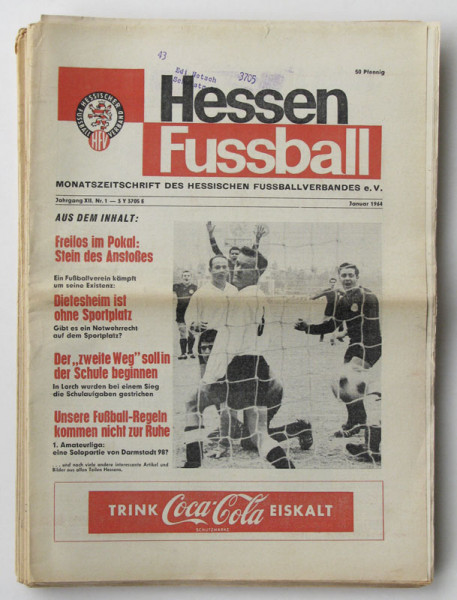 43
Edi Batsch
3705
50 Pfennig
HESSISCHER
FUSSBALL
VERBAND
HFV
Hessen
Fussball
MONATSZEITSCHRIFT DES HESSISCHEN FUSSBALLVERBANDES e.V.
Jahrgang XII. Nr. 1 — S Y 3705 E
Januar 1964
AUS DEM INHALT:
Freilos im Pokal:
Stein des Anstoßes
Ein Fußballverein kämpft
um seine Existenz:
Dietesheim ist
ohne Sportplatz
Gibt es ein Notwehrrecht
auf dem Sportplatz?
Der „zweite Weg" soll in
der Schule beginnen
In Lorch wurden bei einem Sieg
die Schulaufgaben gestrichen
Unsere Fußball-Regeln
kommen nicht zur Ruhe
1. Amateurliga:
eine Solopartie von Darmstadt 98?
... und noch viele andere interessante Artikel und
Bilder aus allen Teilen Hessens.
TRINK Coca-Cola EISKALT
SCHUTZMARKE